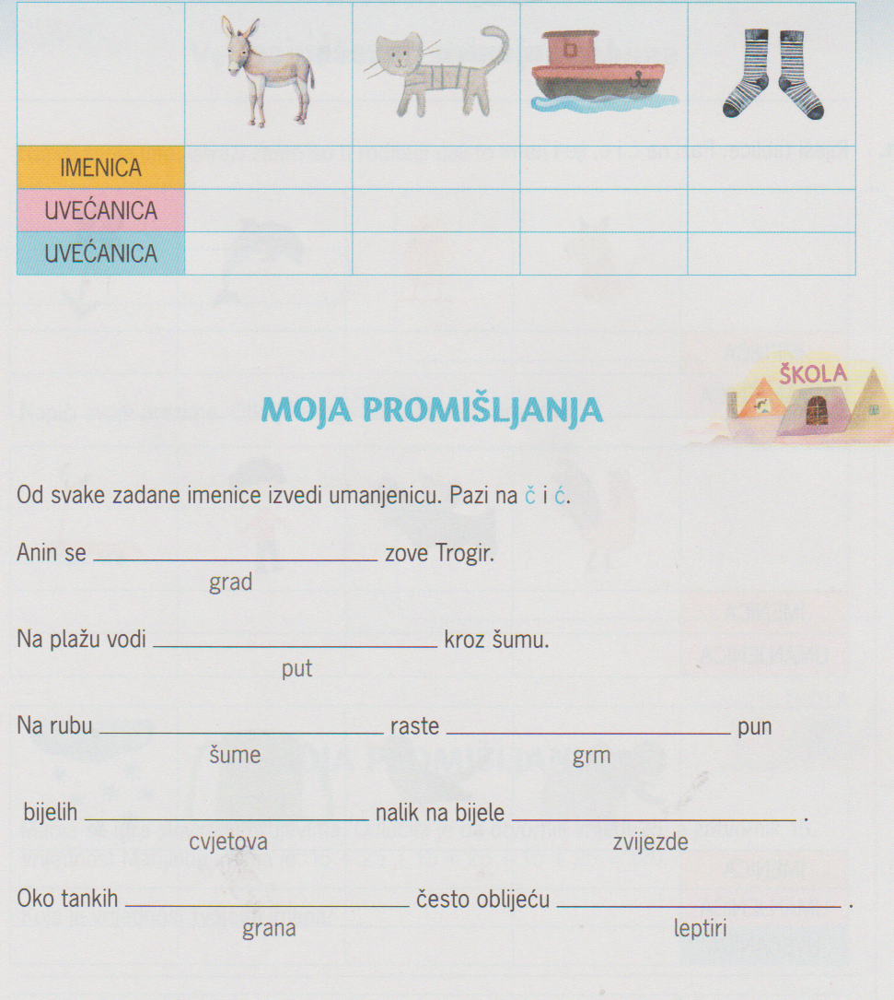 IMENICA
UVEĆANICA
UVEĆANICA
ŠKOLA
MOJA PROMIŠLJANJA
Od svake zadane imenice izvedi umanjenicu. Pazi na č i ć.
Anin se ____________ zove Trogir.
grad
Na plažu vodi ____________ kroz šumu.
put
Na rubu ____________ raste ____________ pun
šume grm
bijelih ____________ nalik na bijele ____________ .
cvjetova zvijezde
Oko tankih ____________ često oblijeću ____________ .
grana leptiri